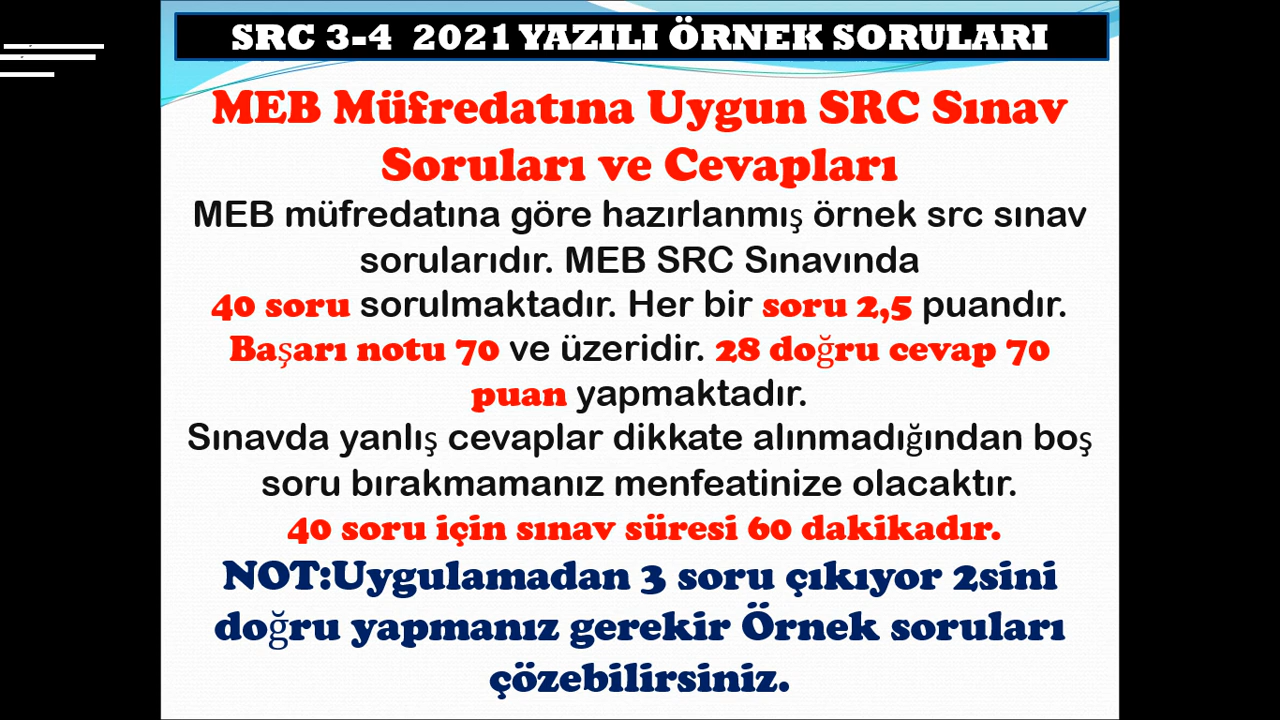 SRC 3-4 2021 YAZILI ÖRNEK SORULARI
MEB Müfredatına Uygun SRC Sınav
Soruları ve Cevapları
MEB müfredatına göre hazırlanmış örnek src sınav
sorularıdır. MEB SRC Sınavında
40 soru sorulmaktadır. Her bir soru 2,5 puandır.
Başarı notu 70 ve üzeridir. 28 doğru cevap 70
puan yapmaktadır.
Sınavda yanlış cevaplar dikkate alınmadığından boş
soru bırakmamanız menfeatinize olacaktır.
40 soru için sınav süresi 60 dakikadır.
NOT:Uygulamadan 3 soru çıkıyor 2sini
doğru yapmanız gerekir Örnek soruları
çözebilirsiniz.